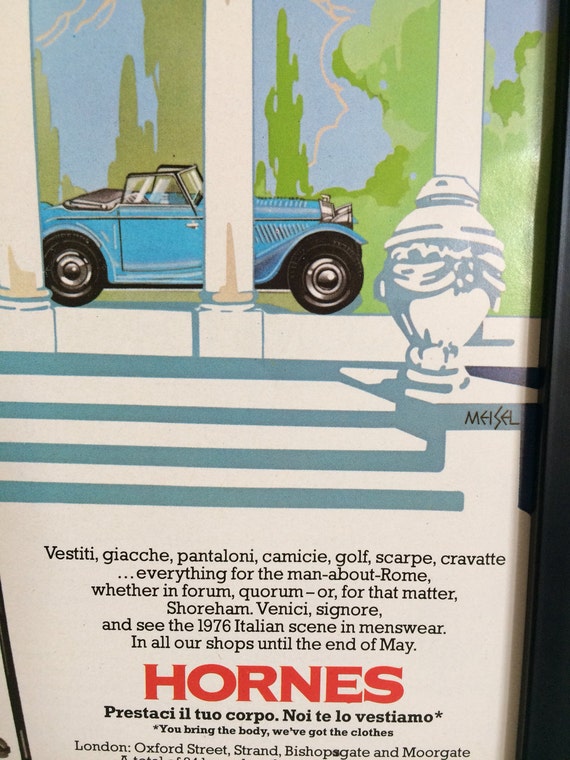 MEISEL
Vestiti, giacche, pantaloni, camicie, golf, scarpe, cravatte
...everything for the man-about-Rome,
whether in forum, quorum – or, for that matter,
Shoreham. Venici, signore,
and see the 1976 Italian scene in menswear.
In all our shops until the end of May.
HORNES
Prestaci il tuo corpo. Noi te lo vestiamo*
*You bring the body, we've got the clothes
London: Oxford Street, Strand, Bishopsgate and Moorgate
A total of